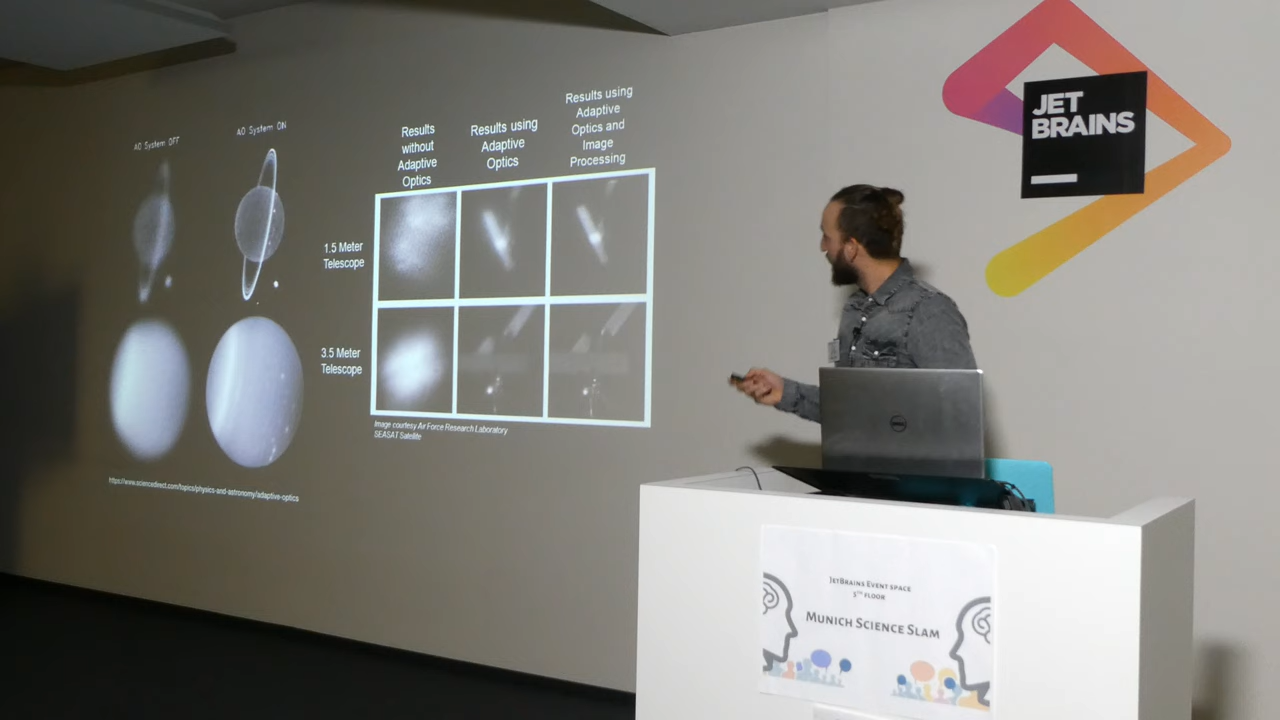 AO System OFF
AO System ON
Results
without
Adaptive
Optics
Results using
Adaptive
Optics
Results using
Adaptive
Optics and
Image
Processing
1.5 Meter
Telescope
3.5 Meter
Telescope
Image courtesy Air Force Research Laboratory
SEASAT Satellite
https://www.sciencedirect.com/topics/physics-and-astronomy/adaptive-optics
JET
BRAINS
DELL
JetBrains Event space
5th floor
Munich Science Slam